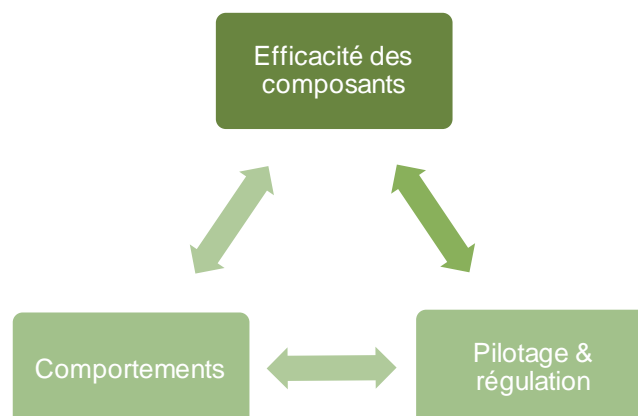 Efficacité des
composants
Comportements
Pilotage &
régulation